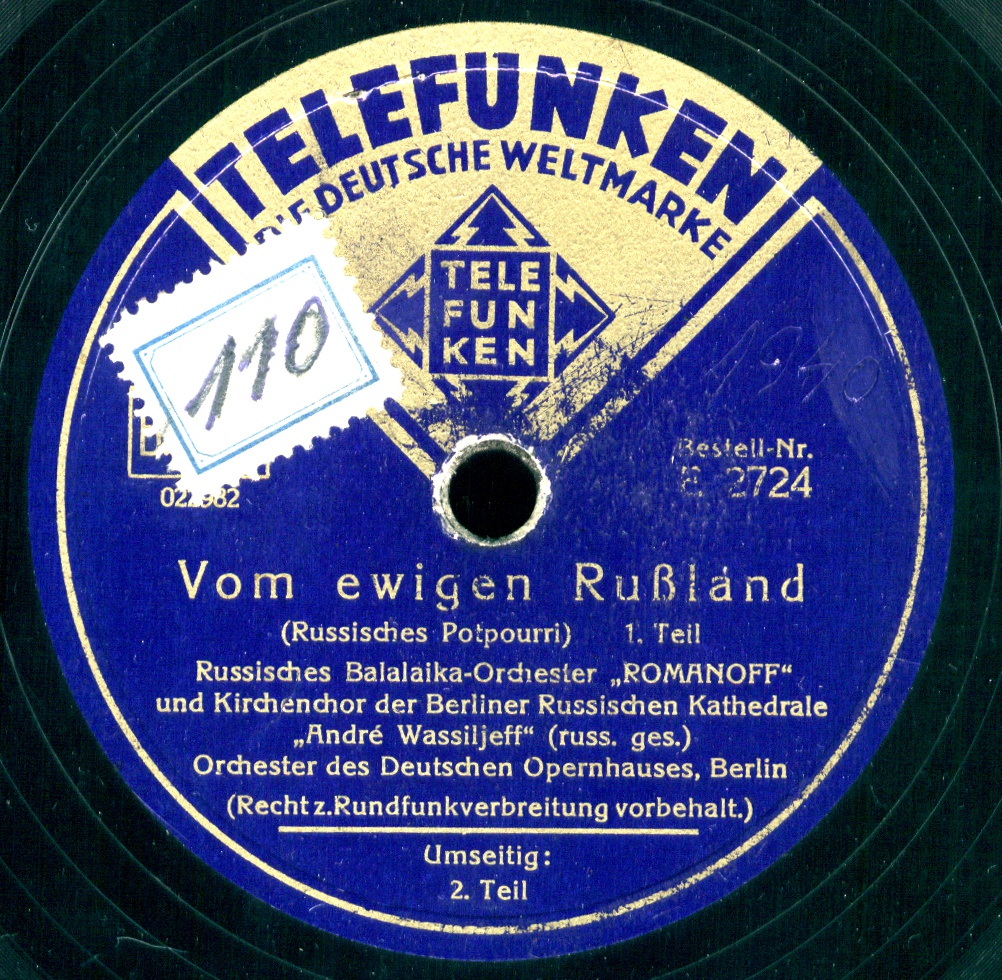 TELEFUNKEN
DIE DEUTSCHE WELTMARKE
TELE
FUN
KEN
110
Bestell-Nr.
E 2724
Vom ewigen Rußland
(Russisches Potpourri) 1. Teil
Russisches Balalaika-Orchester „ROMANOFF“
und Kirchenchor der Berliner Russischen Kathedrale
„André Wassiljeff“ (russ. ges.)
Orchester des Deutschen Opernhauses, Berlin
(Recht z.Rundfunkverbreitung vorbehalt.)
Umseitig:
2. Teil